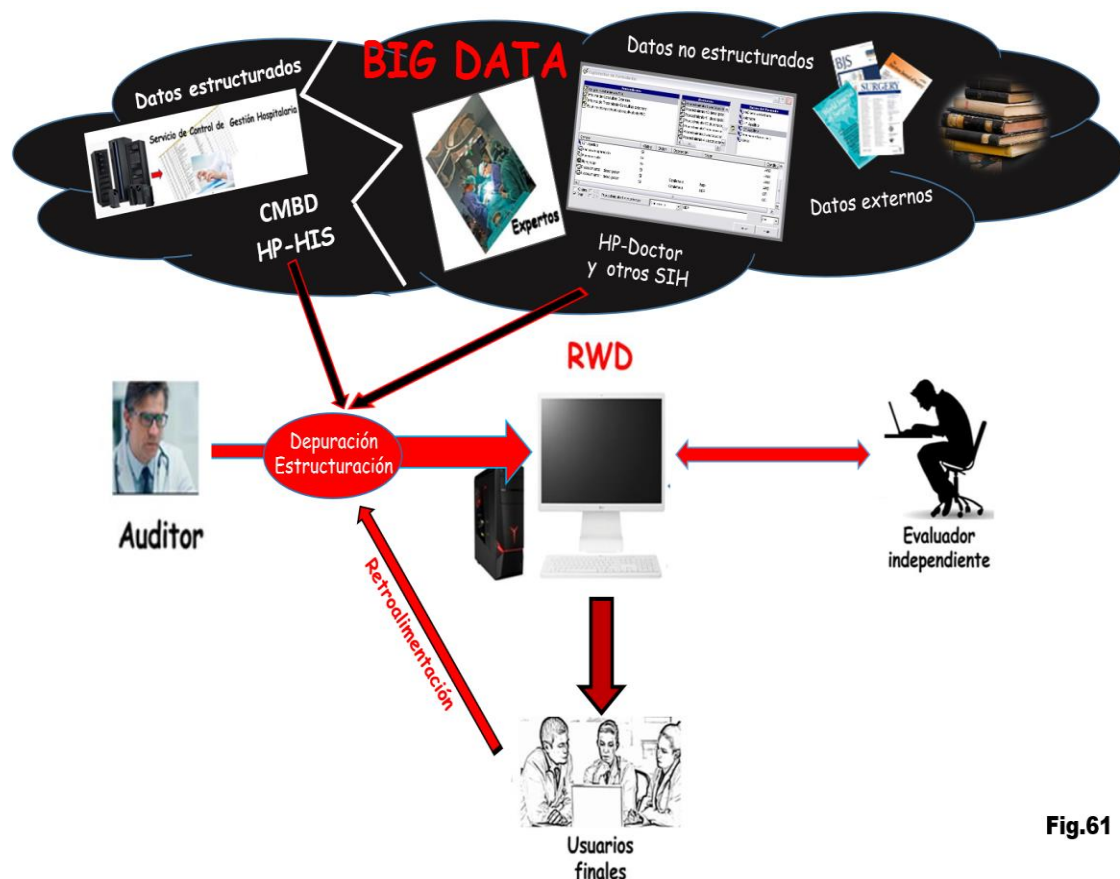 BIG DATA
Datos estructurados
Servicio de Control de Gestión Hospitalaria
CMBD
HP-HIS
Expertos
Datos no estructurados
HP-Doctor
y otros SIH
BJS
SURGERY
Datos externos
RWD
Auditor
Depuración
Estructuración
Evaluador
independiente
Retroalimentación
Usuarios
finales
Fig.61